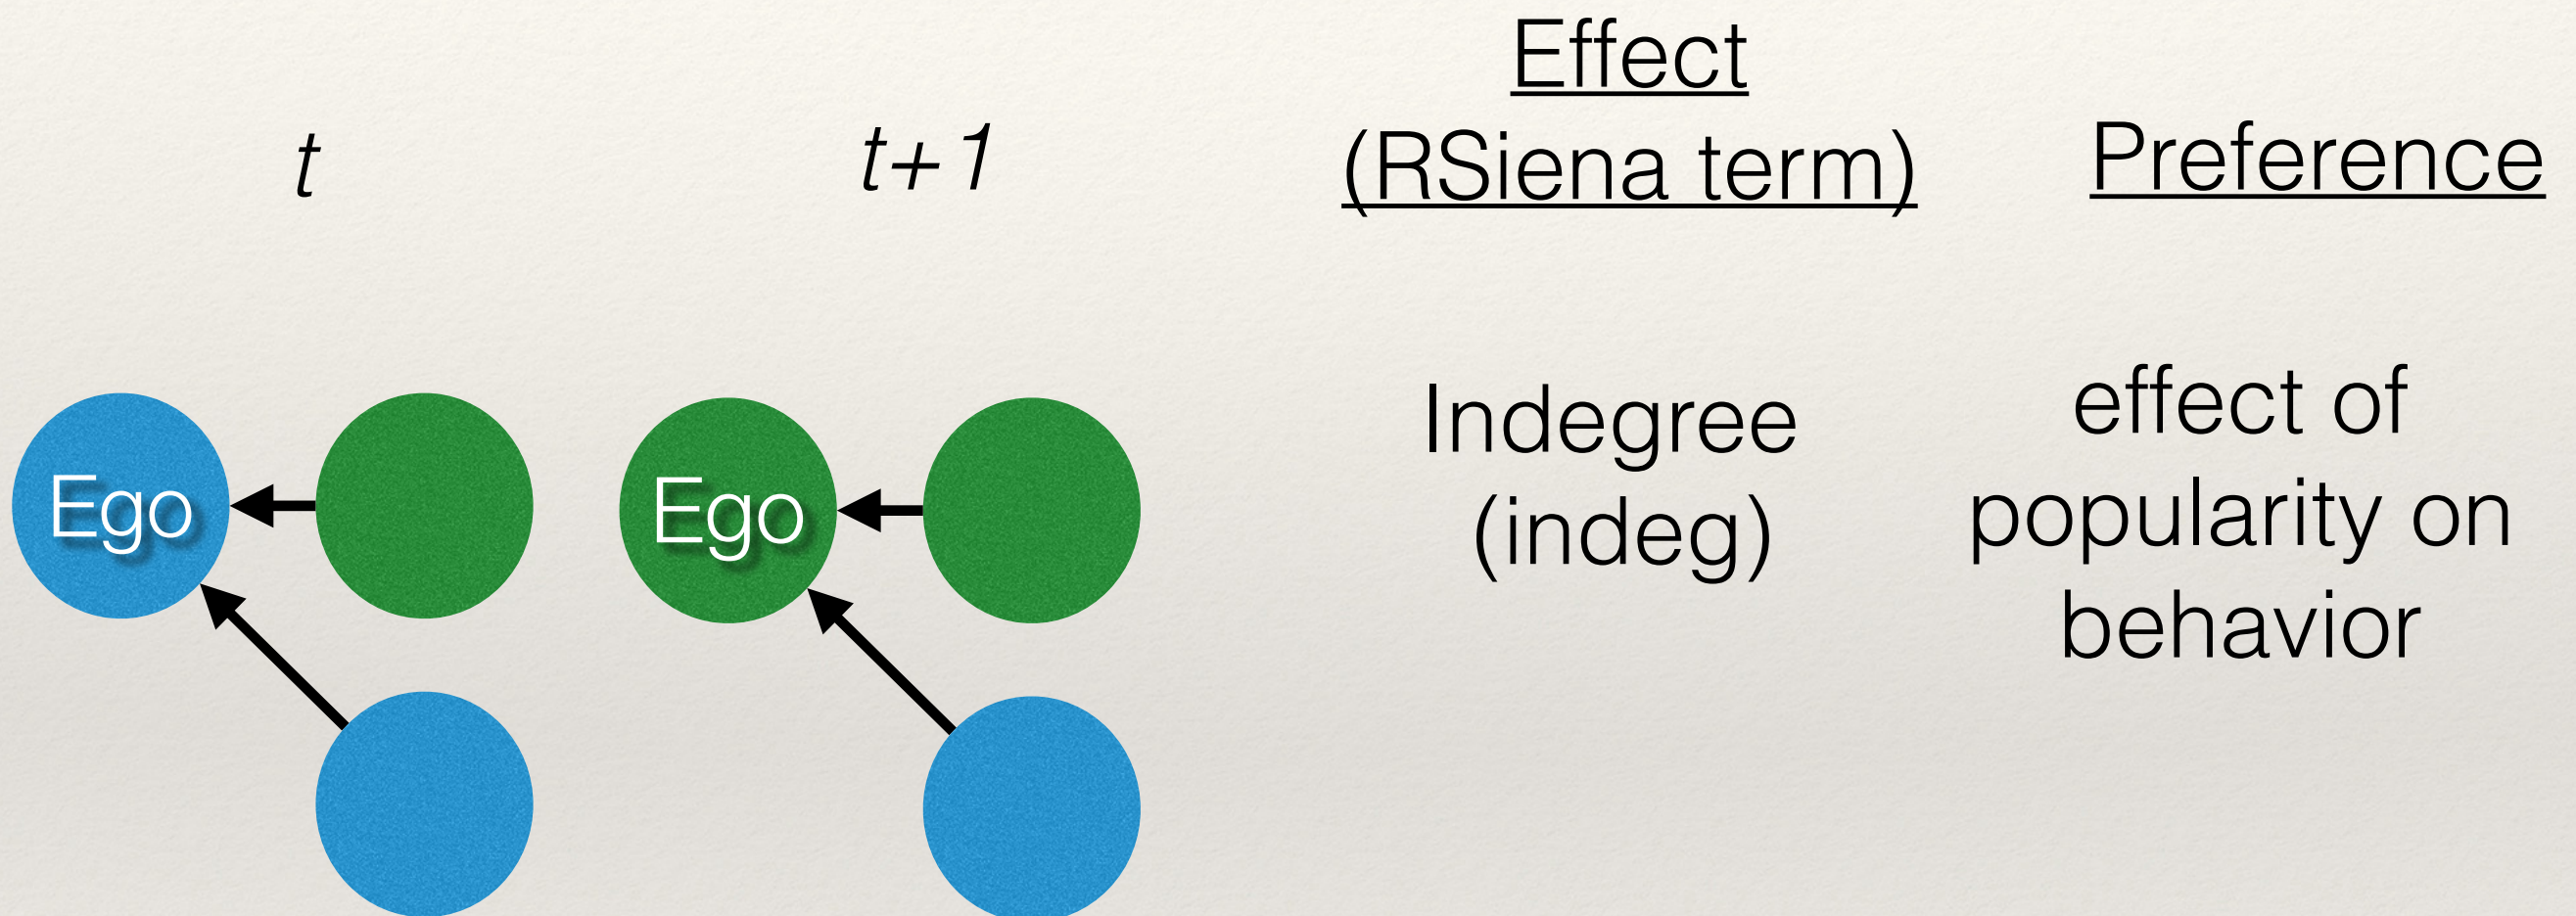 t
t+1
Effect
(RSiena term)
Preference
Ego
Ego
Indegree
(indeg)
effect of
popularity on
behavior